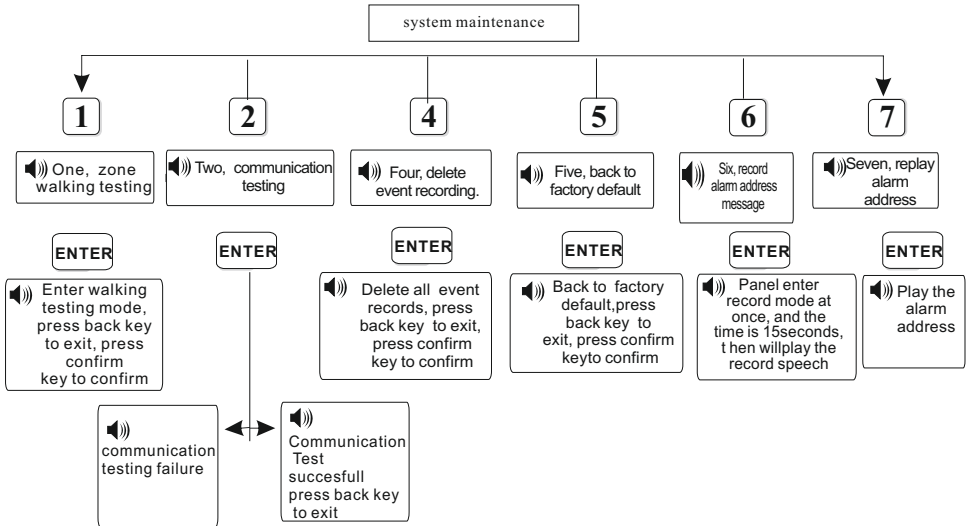 system maintenance
1
2
4
5
6
7
One, zone
walking testing
Two, communication
testing
Four, delete
event recording.
Five, back to
factory default
Six, record
alarm address
message
Seven, replay
alarm
address
ENTER
ENTER
ENTER
ENTER
ENTER
ENTER
Enter walking
testing mode,
press back key
to exit, press
confirm
key to confirm
Delete all event
records, press
back key to exit,
press confirm
key to confirm
Back to factory
default,press
back key to
exit, press confirm
keyto confirm
Panel enter
record mode at
once, and the
time is 15seconds,
t hen willplay the
record speech
Play the
alarm
address
communication
testing failure
Communication
Test
succesfull
press back key
to exit